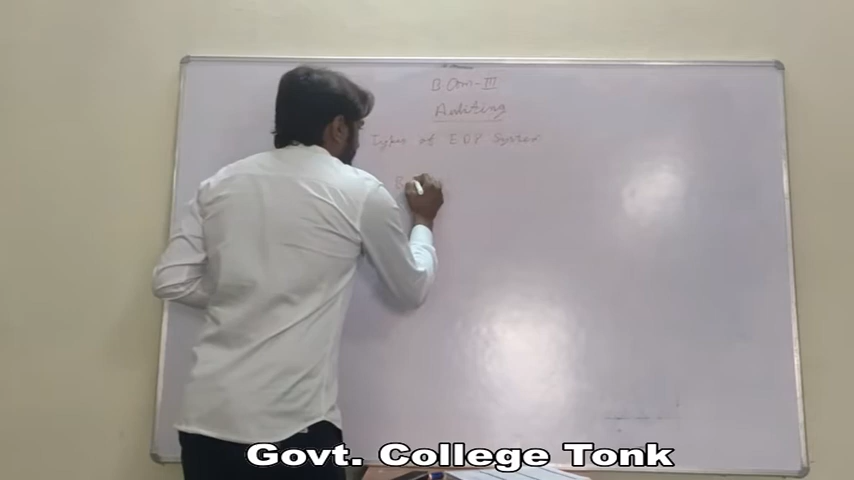 B.Com-III
Auditing
Types of EDP System
Govt. College Tonk